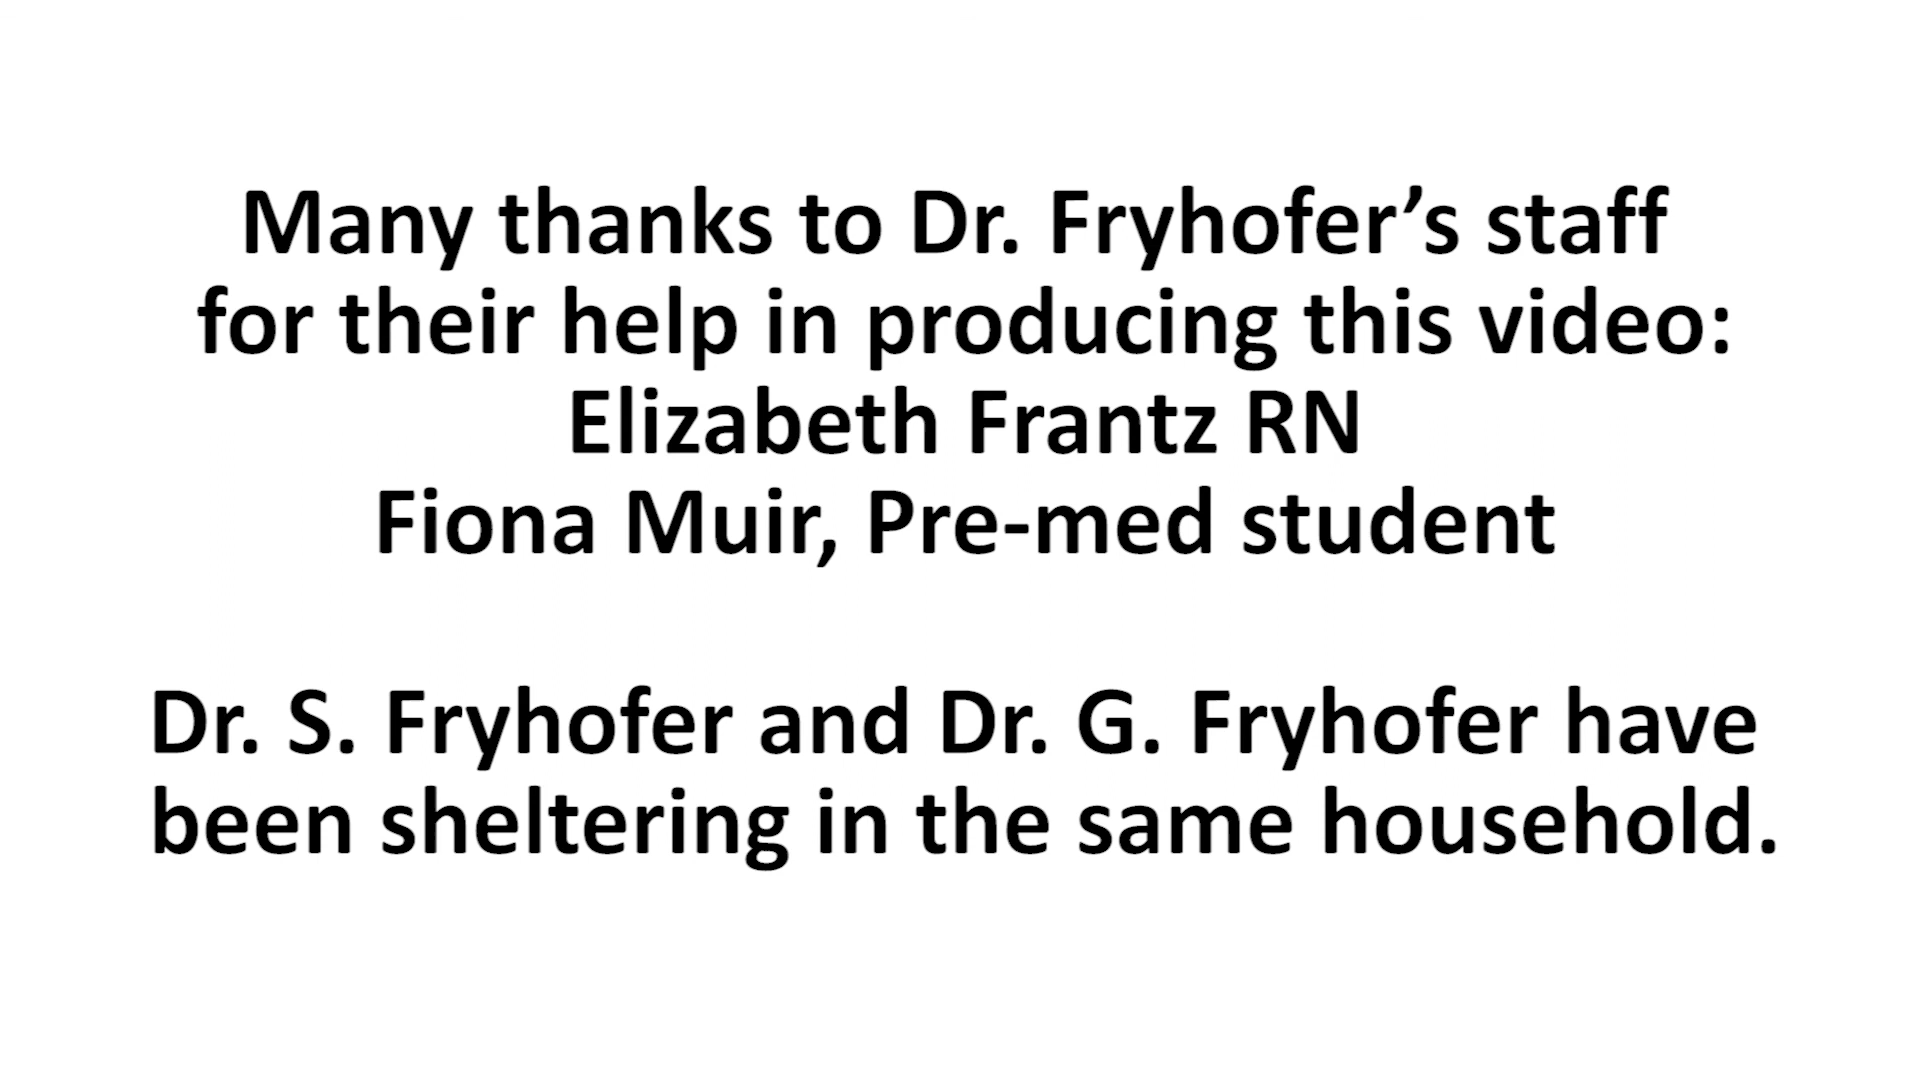 Many thanks to Dr. Fryhofer’s staff
for their help in producing this video:
Elizabeth Frantz RN
Fiona Muir, Pre-med student
Dr. S. Fryhofer and Dr. G. Fryhofer have
been sheltering in the same household.